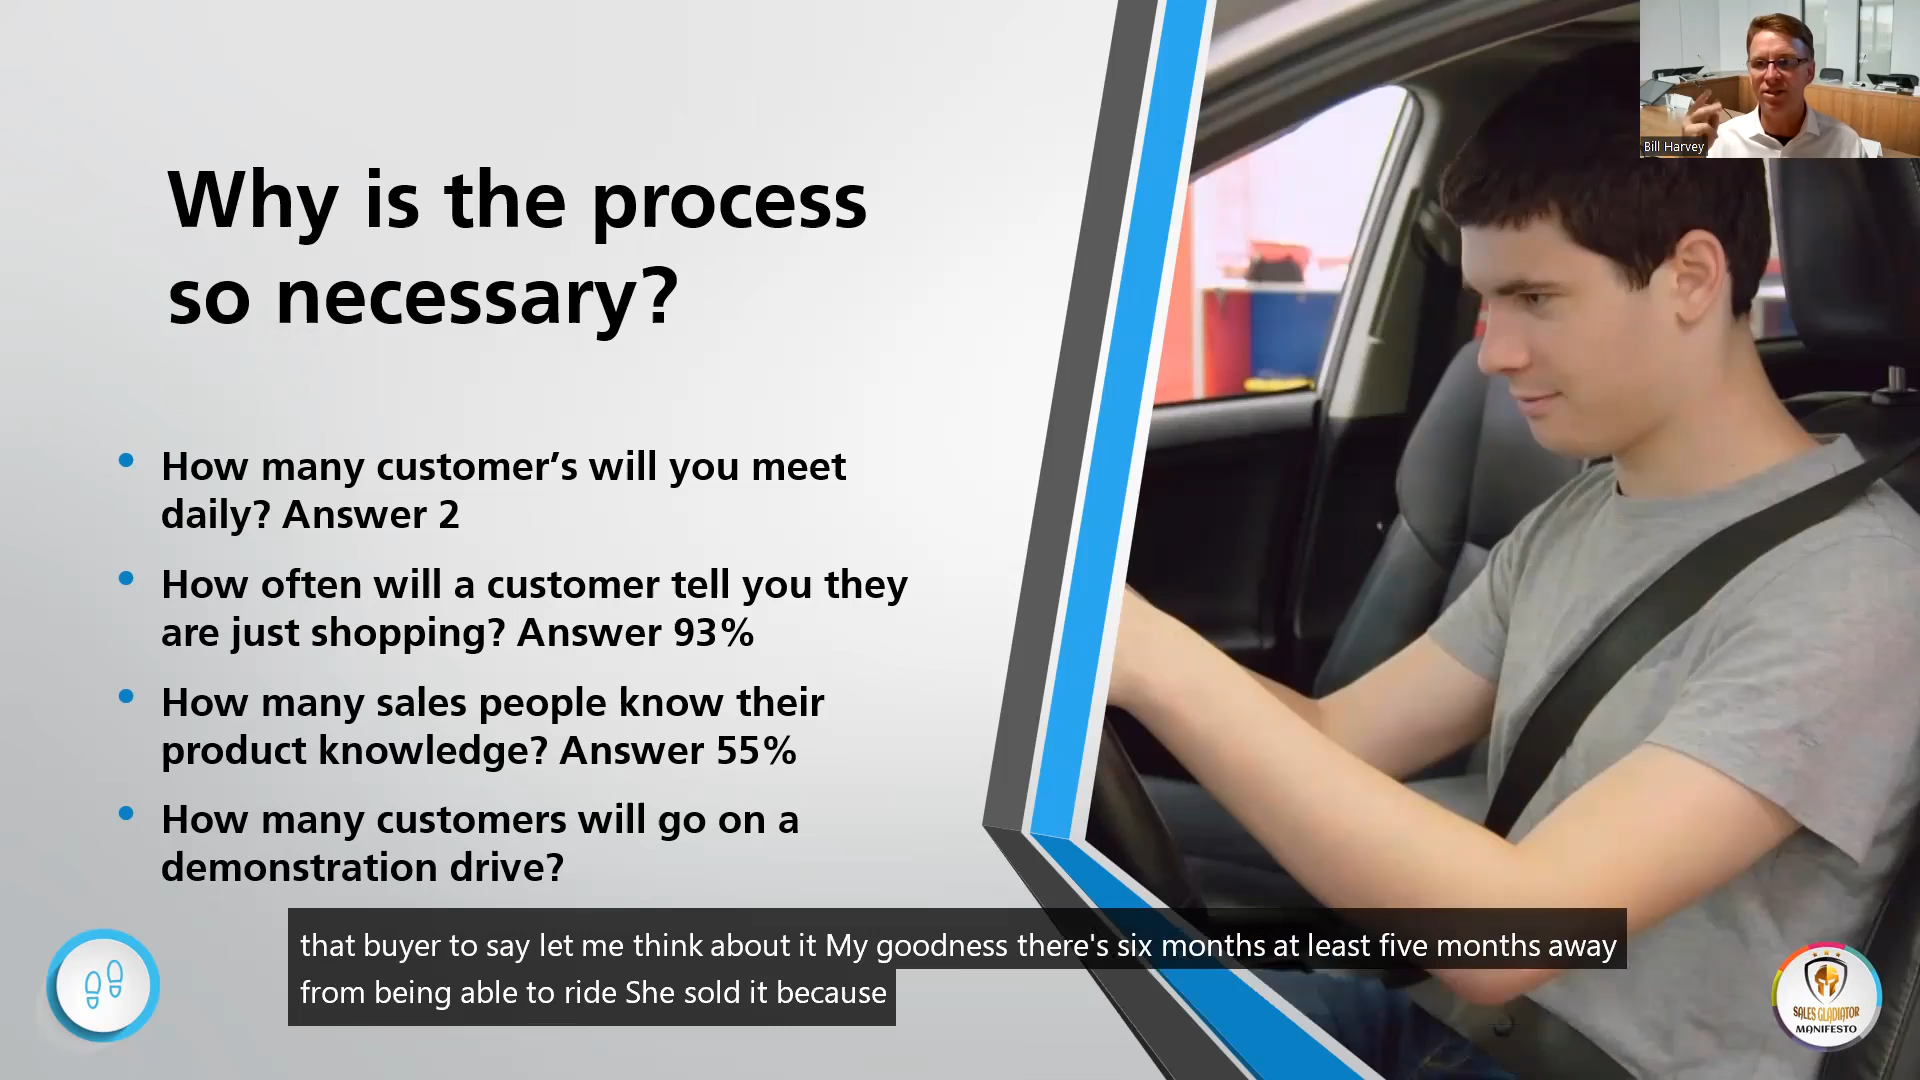 Bill Harvey
Why is the process
so necessary?
How many customer’s will you meet
daily? Answer 2
How often will a customer tell you they
are just shopping? Answer 93%
How many sales people know their
product knowledge? Answer 55%
How many customers will go on a
demonstration drive?
that buyer to say let me think about it My goodness there's six months at least five months away
from being able to ride She sold it because
SALES GLADIATOR
MANIFESTO